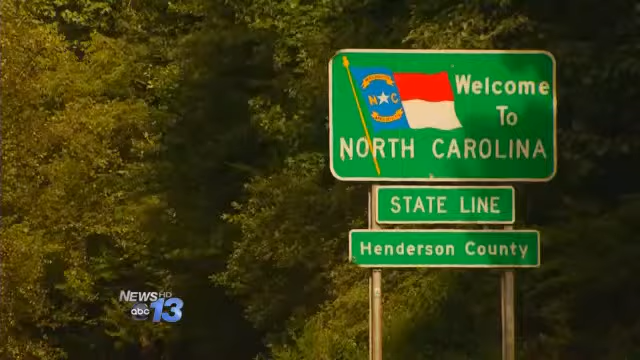 Welcome
To
N C
NORTH CAROLINA
STATE LINE
Henderson County
NEWS HD
abc 13